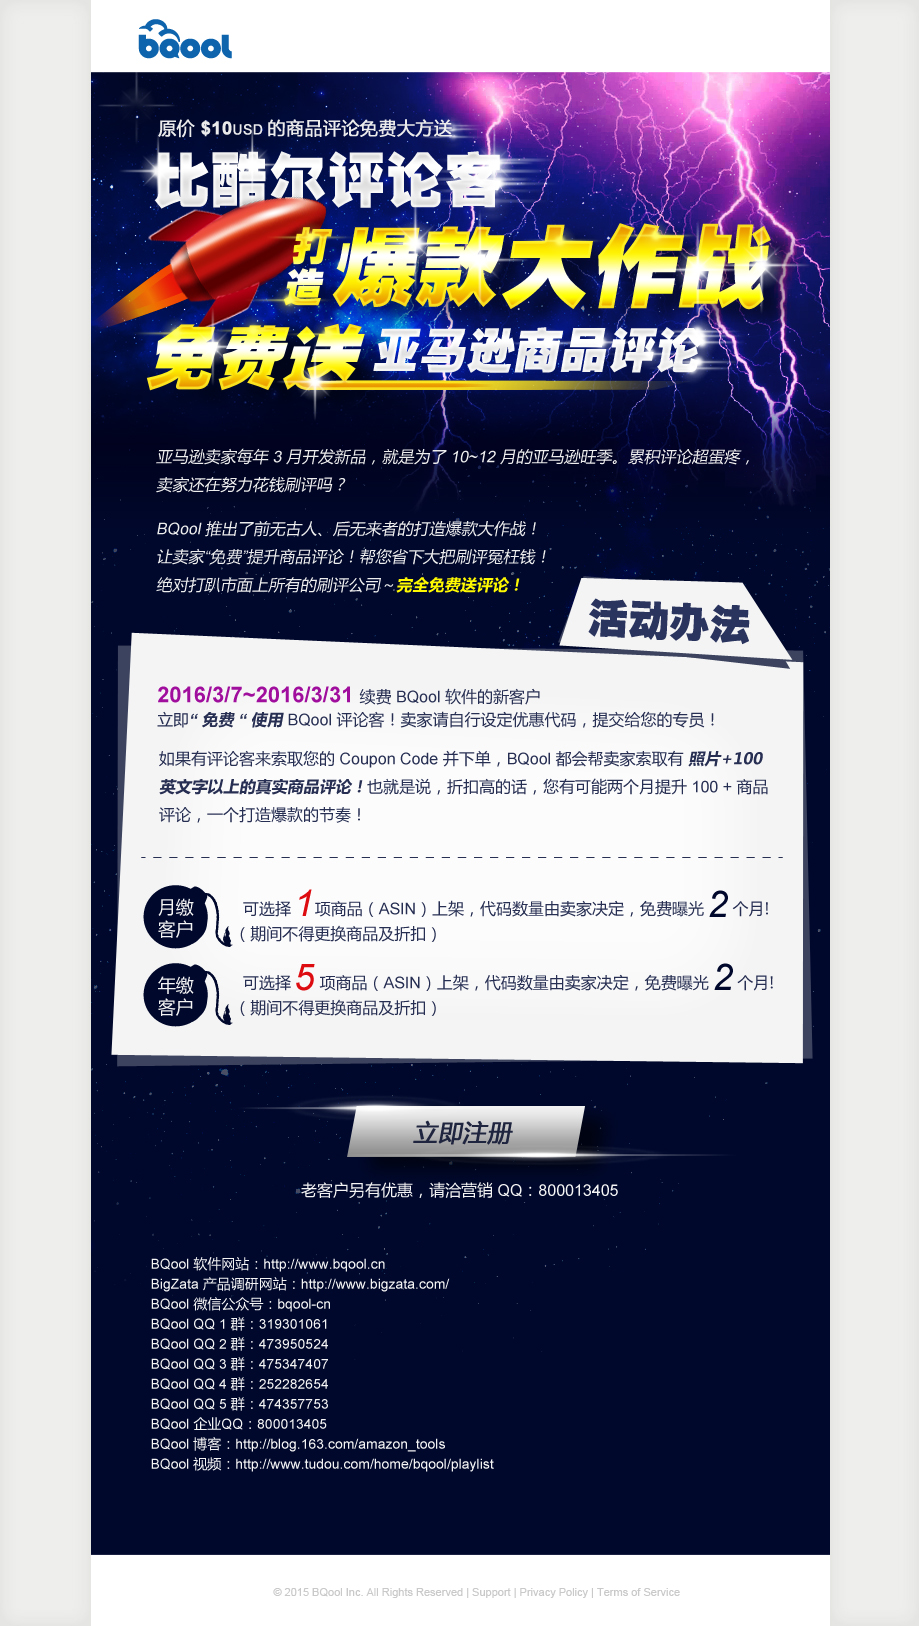 bqool
原价 $10USD 的商品评论免费大方送
比酷尔评论客
打造 爆款大作战
免费送 亚马逊商品评论
亚马逊卖家每年 3 月开发新品，就是为了 10~12 月的亚马逊旺季。累积评论超蛋疼，
卖家还在努力花钱刷评吗？
BQool 推出了前无古人、后无来者的打造爆款大作战！
让卖家“免费”提升商品评论！帮您省下大把刷评冤枉钱！
绝对打趴市面上所有的刷评公司～完全免费送评论！
活动办法
2016/3/7~2016/3/31 续费 BQool 软件的新客户
立即“ 免费 “ 使用 BQool 评论客！卖家请自行设定优惠代码，提交给您的专员！
如果有评论客来索取您的 Coupon Code 并下单，BQool 都会帮卖家索取有 照片+100
英文字以上的真实商品评论！也就是说，折扣高的话，您有可能两个月提升 100 + 商品
评论，一个打造爆款的节奏！
月缴
客户
可选择 1 项商品（ASIN）上架，代码数量由卖家决定，免费曝光 2 个月!
（期间不得更换商品及折扣）
年缴
客户
可选择 5 项商品（ASIN）上架，代码数量由卖家决定，免费曝光 2 个月!
（期间不得更换商品及折扣）
立即注册
老客户另有优惠，请洽营销 QQ：800013405
BQool 软件网站：http://www.bqool.cn
BigZata 产品调研网站：http://www.bigzata.com/
BQool 微信公众号：bqool-cn
BQool QQ 1 群：319301061
BQool QQ 2 群：473950524
BQool QQ 3 群：475347407
BQool QQ 4 群：252282654
BQool QQ 5 群：474357753
BQool 企业QQ：800013405
BQool 博客：http://blog.163.com/amazon_tools
BQool 视频：http://www.tudou.com/home/bqool/playlist
© 2015 BQool Inc. All Rights Reserved | Support | Privacy Policy | Terms of Service